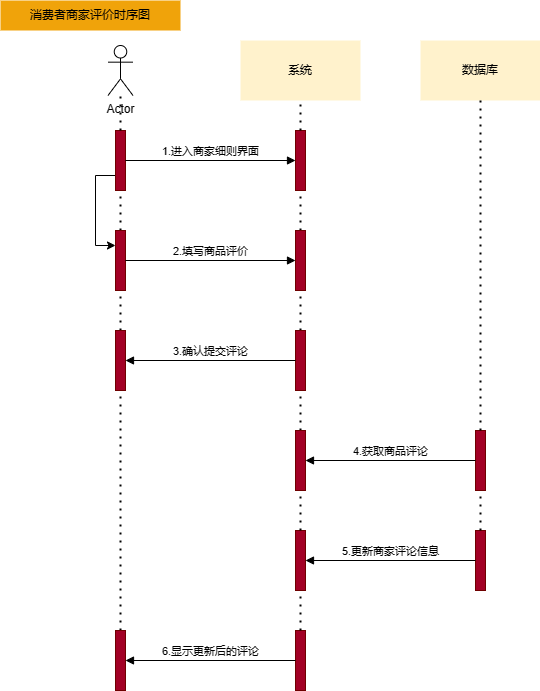 消费者商家评价时序图
Actor
系统
数据库
1.进入商家细则界面
2.填写商品评价
3.确认提交评论
4.获取商品评论
5.更新商家评论信息
6.显示更新后的评论